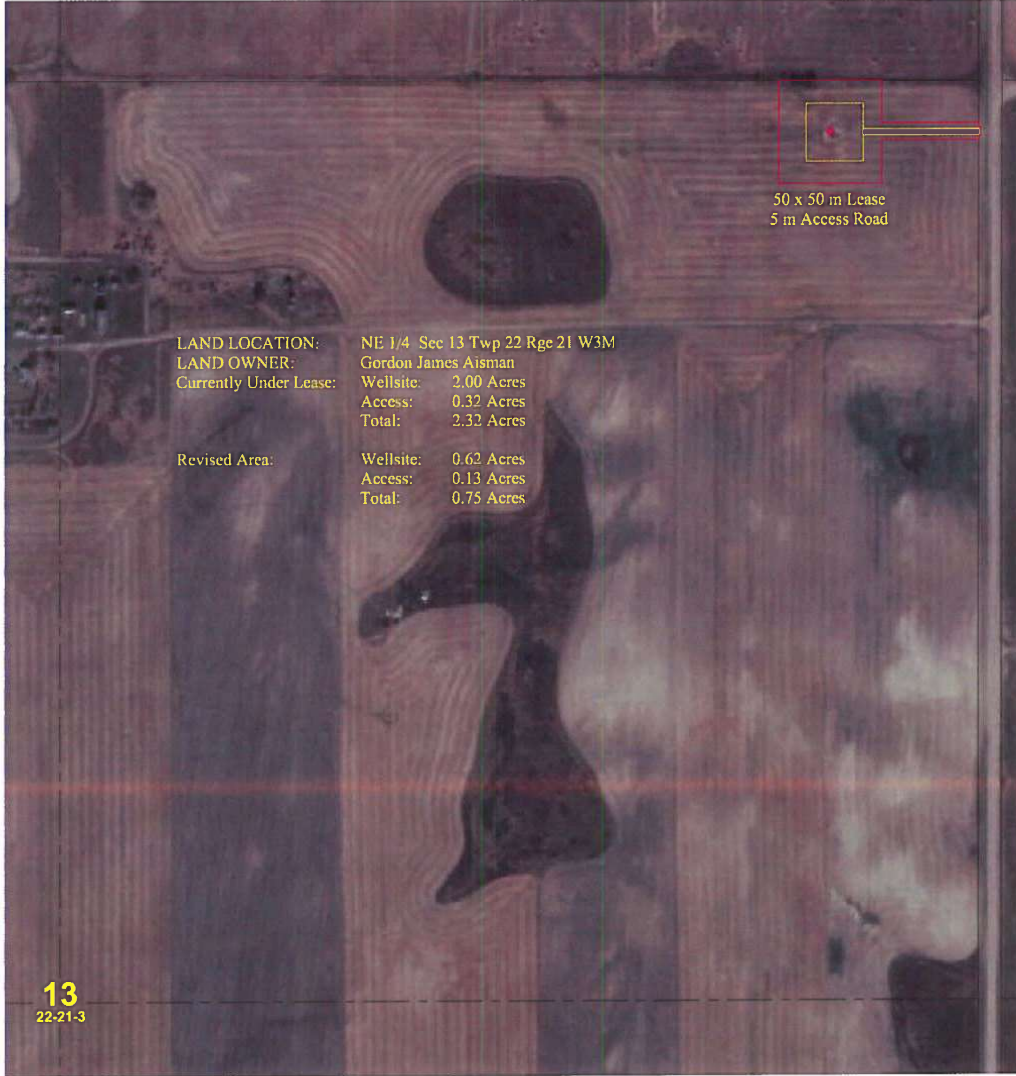 50 x 50 m Lease
5 m Access Road
LAND LOCATION: NE 1/4 Sec 13 Twp 22 Rge 21 W3M
LAND OWNER: Gordon James Aisman
Currently Under Lease: Wellsite: 2.00 Acres
Access: 0.32 Acres
Total: 2.32 Acres
Revised Area: Wellsite: 0.62 Acres
Access: 0.13 Acres
Total: 0.75 Acres
13
22-21-3